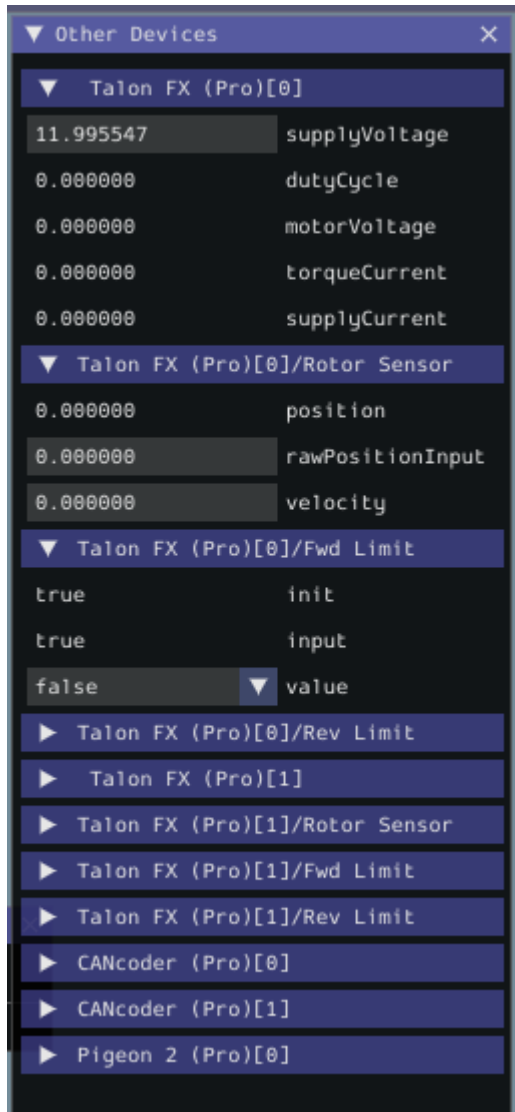 Other Devices
Talon FX (Pro)[0]
11.995547 supplyVoltage
0.000000 dutyCycle
0.000000 motorVoltage
0.000000 torqueCurrent
0.000000 supplyCurrent
Talon FX (Pro)[0]/Rotor Sensor
0.000000 position
0.000000 rawPositionInput
0.000000 velocity
Talon FX (Pro)[0]/Fwd Limit
true init
true input
false value
Talon FX (Pro)[0]/Rev Limit
Talon FX (Pro)[1]
Talon FX (Pro)[1]/Rotor Sensor
Talon FX (Pro)[1]/Fwd Limit
Talon FX (Pro)[1]/Rev Limit
CANcoder (Pro)[0]
CANcoder (Pro)[1]
Pigeon 2 (Pro)[0]